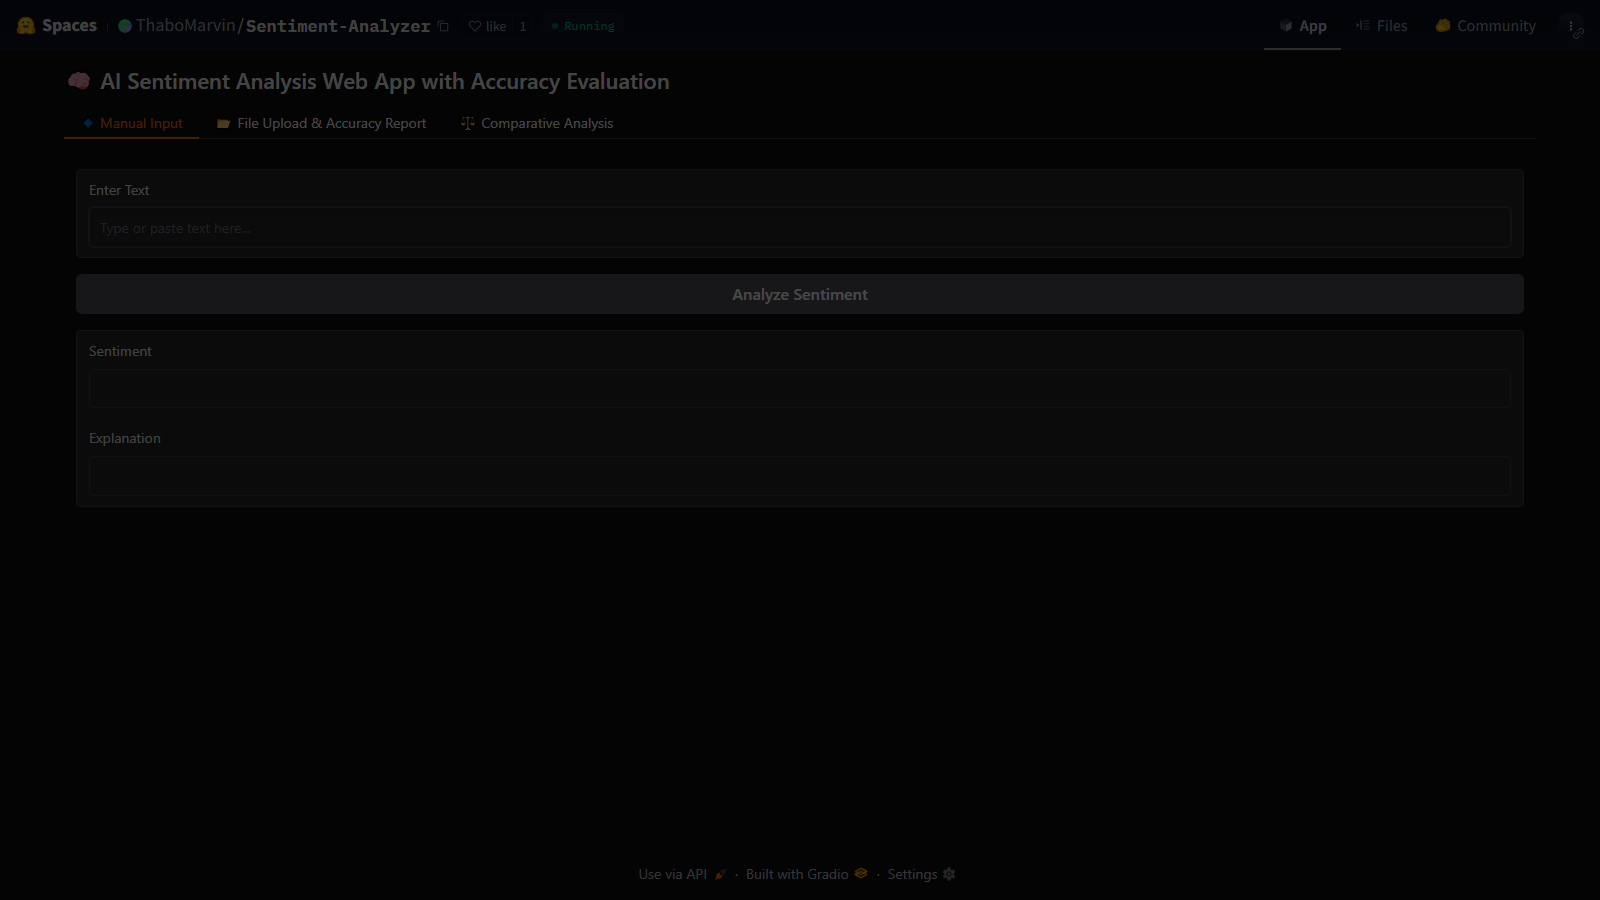 Spaces ThaboMarvin/Sentiment-Analyzer like 1 Running App Files Community
AI Sentiment Analysis Web App with Accuracy Evaluation
Manual Input File Upload & Accuracy Report Comparative Analysis
Enter Text
Type or paste text here...
Analyze Sentiment
Sentiment
Explanation
Use via API · Built with Gradio · Settings